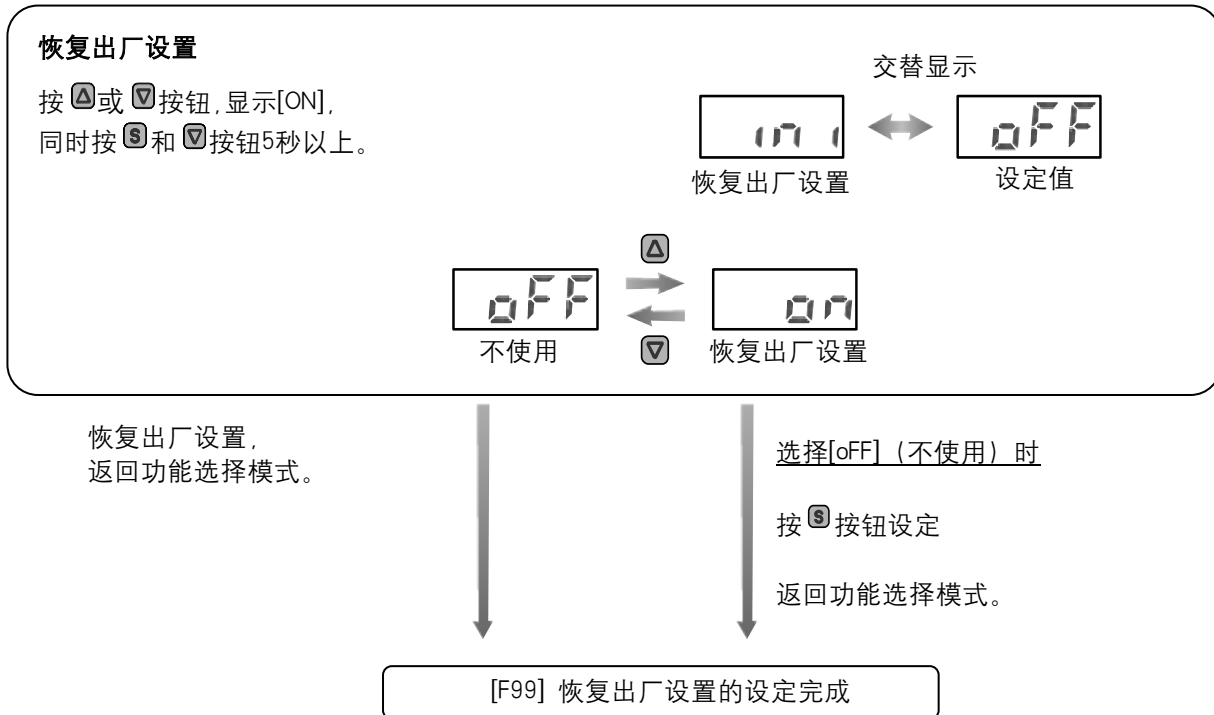 恢复出厂设置
按△或▽按钮,显示[ON],
同时按S和▽按钮5秒以上。
交替显示
ini
oFF
恢复出厂设置
设定值
△
oFF
on
不使用
▽
恢复出厂设置
恢复出厂设置,
返回功能选择模式。
选择[oFF]（不使用）时
按S按钮设定
返回功能选择模式。
[F99] 恢复出厂设置的设定完成